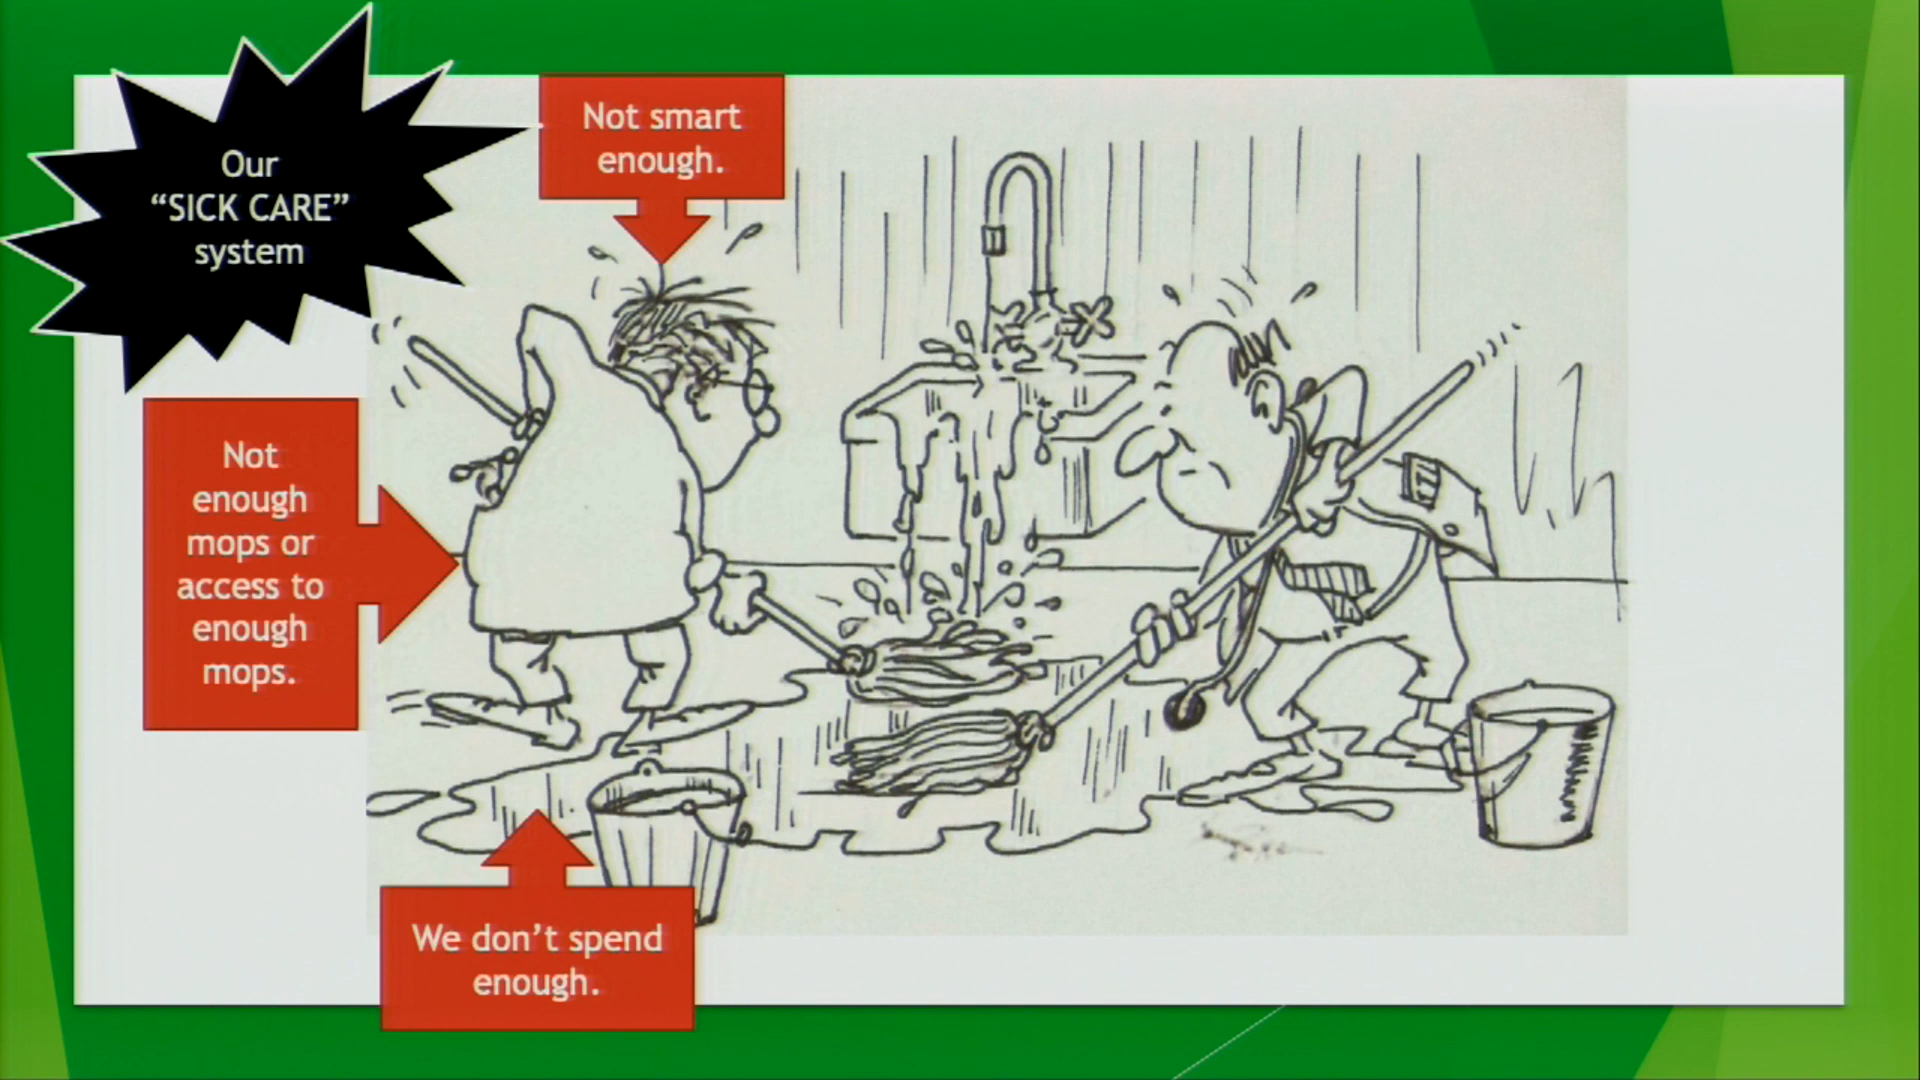 Our
“SICK CARE”
system
Not smart
enough.
Not
enough
mops or
access to
enough
mops.
We don’t spend
enough.